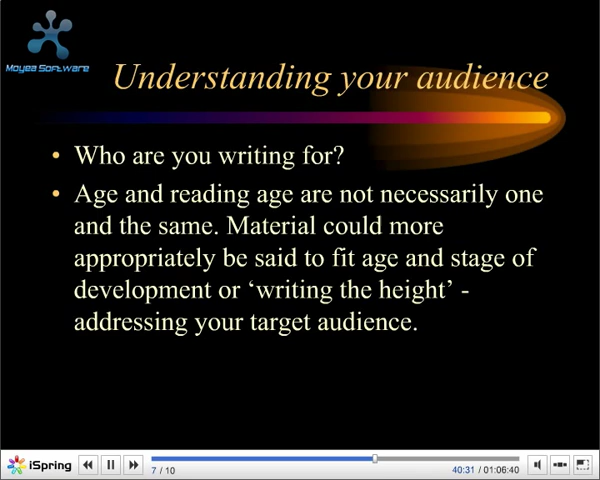 Moyea Software
Understanding your audience
• Who are you writing for?
• Age and reading age are not necessarily one
and the same. Material could more
appropriately be said to fit age and stage of
development or ‘writing the height’ -
addressing your target audience.
iSpring
7 / 10
40:31 / 01:06:40